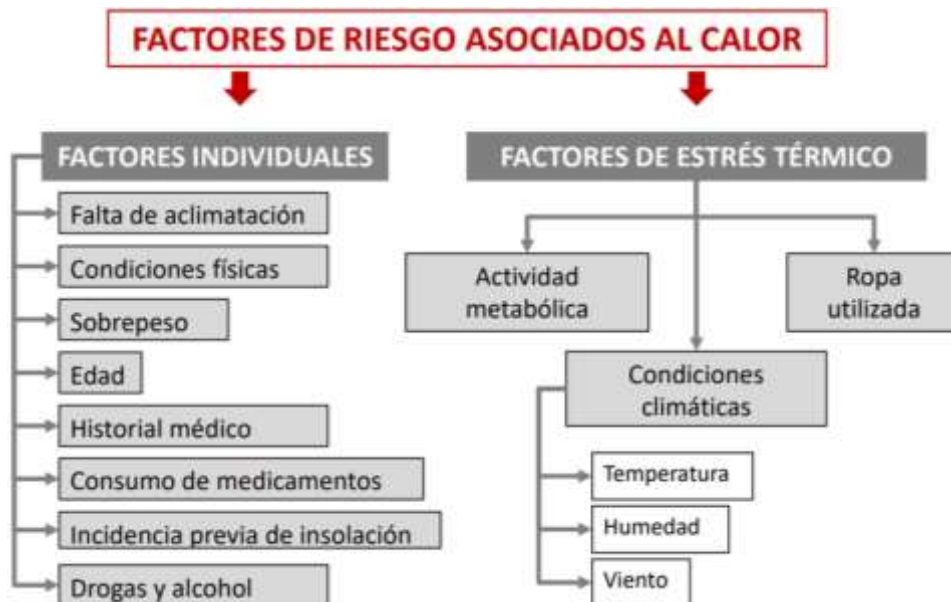 FACTORES DE RIESGO ASOCIADOS AL CALOR
FACTORES INDIVIDUALES
Falta de aclimatación
Condiciones físicas
Sobrepeso
Edad
Historial médico
Consumo de medicamentos
Incidencia previa de insolación
Drogas y alcohol
FACTORES DE ESTRÉS TÉRMICO
Actividad
metabólica
Ropa
utilizada
Condiciones
climáticas
Temperatura
Humedad
Viento